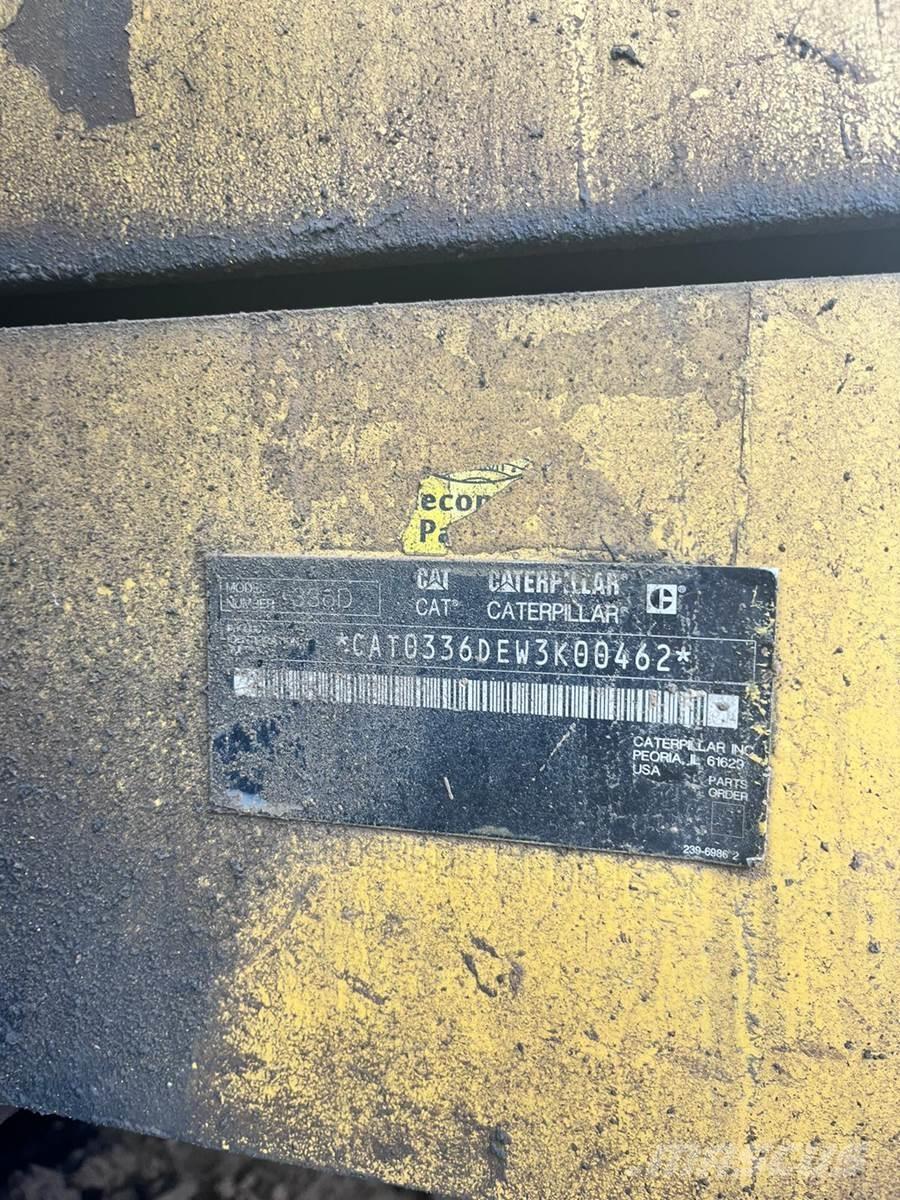 econ
Pa
MODEL
NUMBER 336D
CAT CATERPILLAR®
CAT® CATERPILLAR®
*CAT0336DEW3K00462*
CATERPILLAR INC.
PEORIA, IL 61629
USA
PARTS
ORDER
239-6986 2